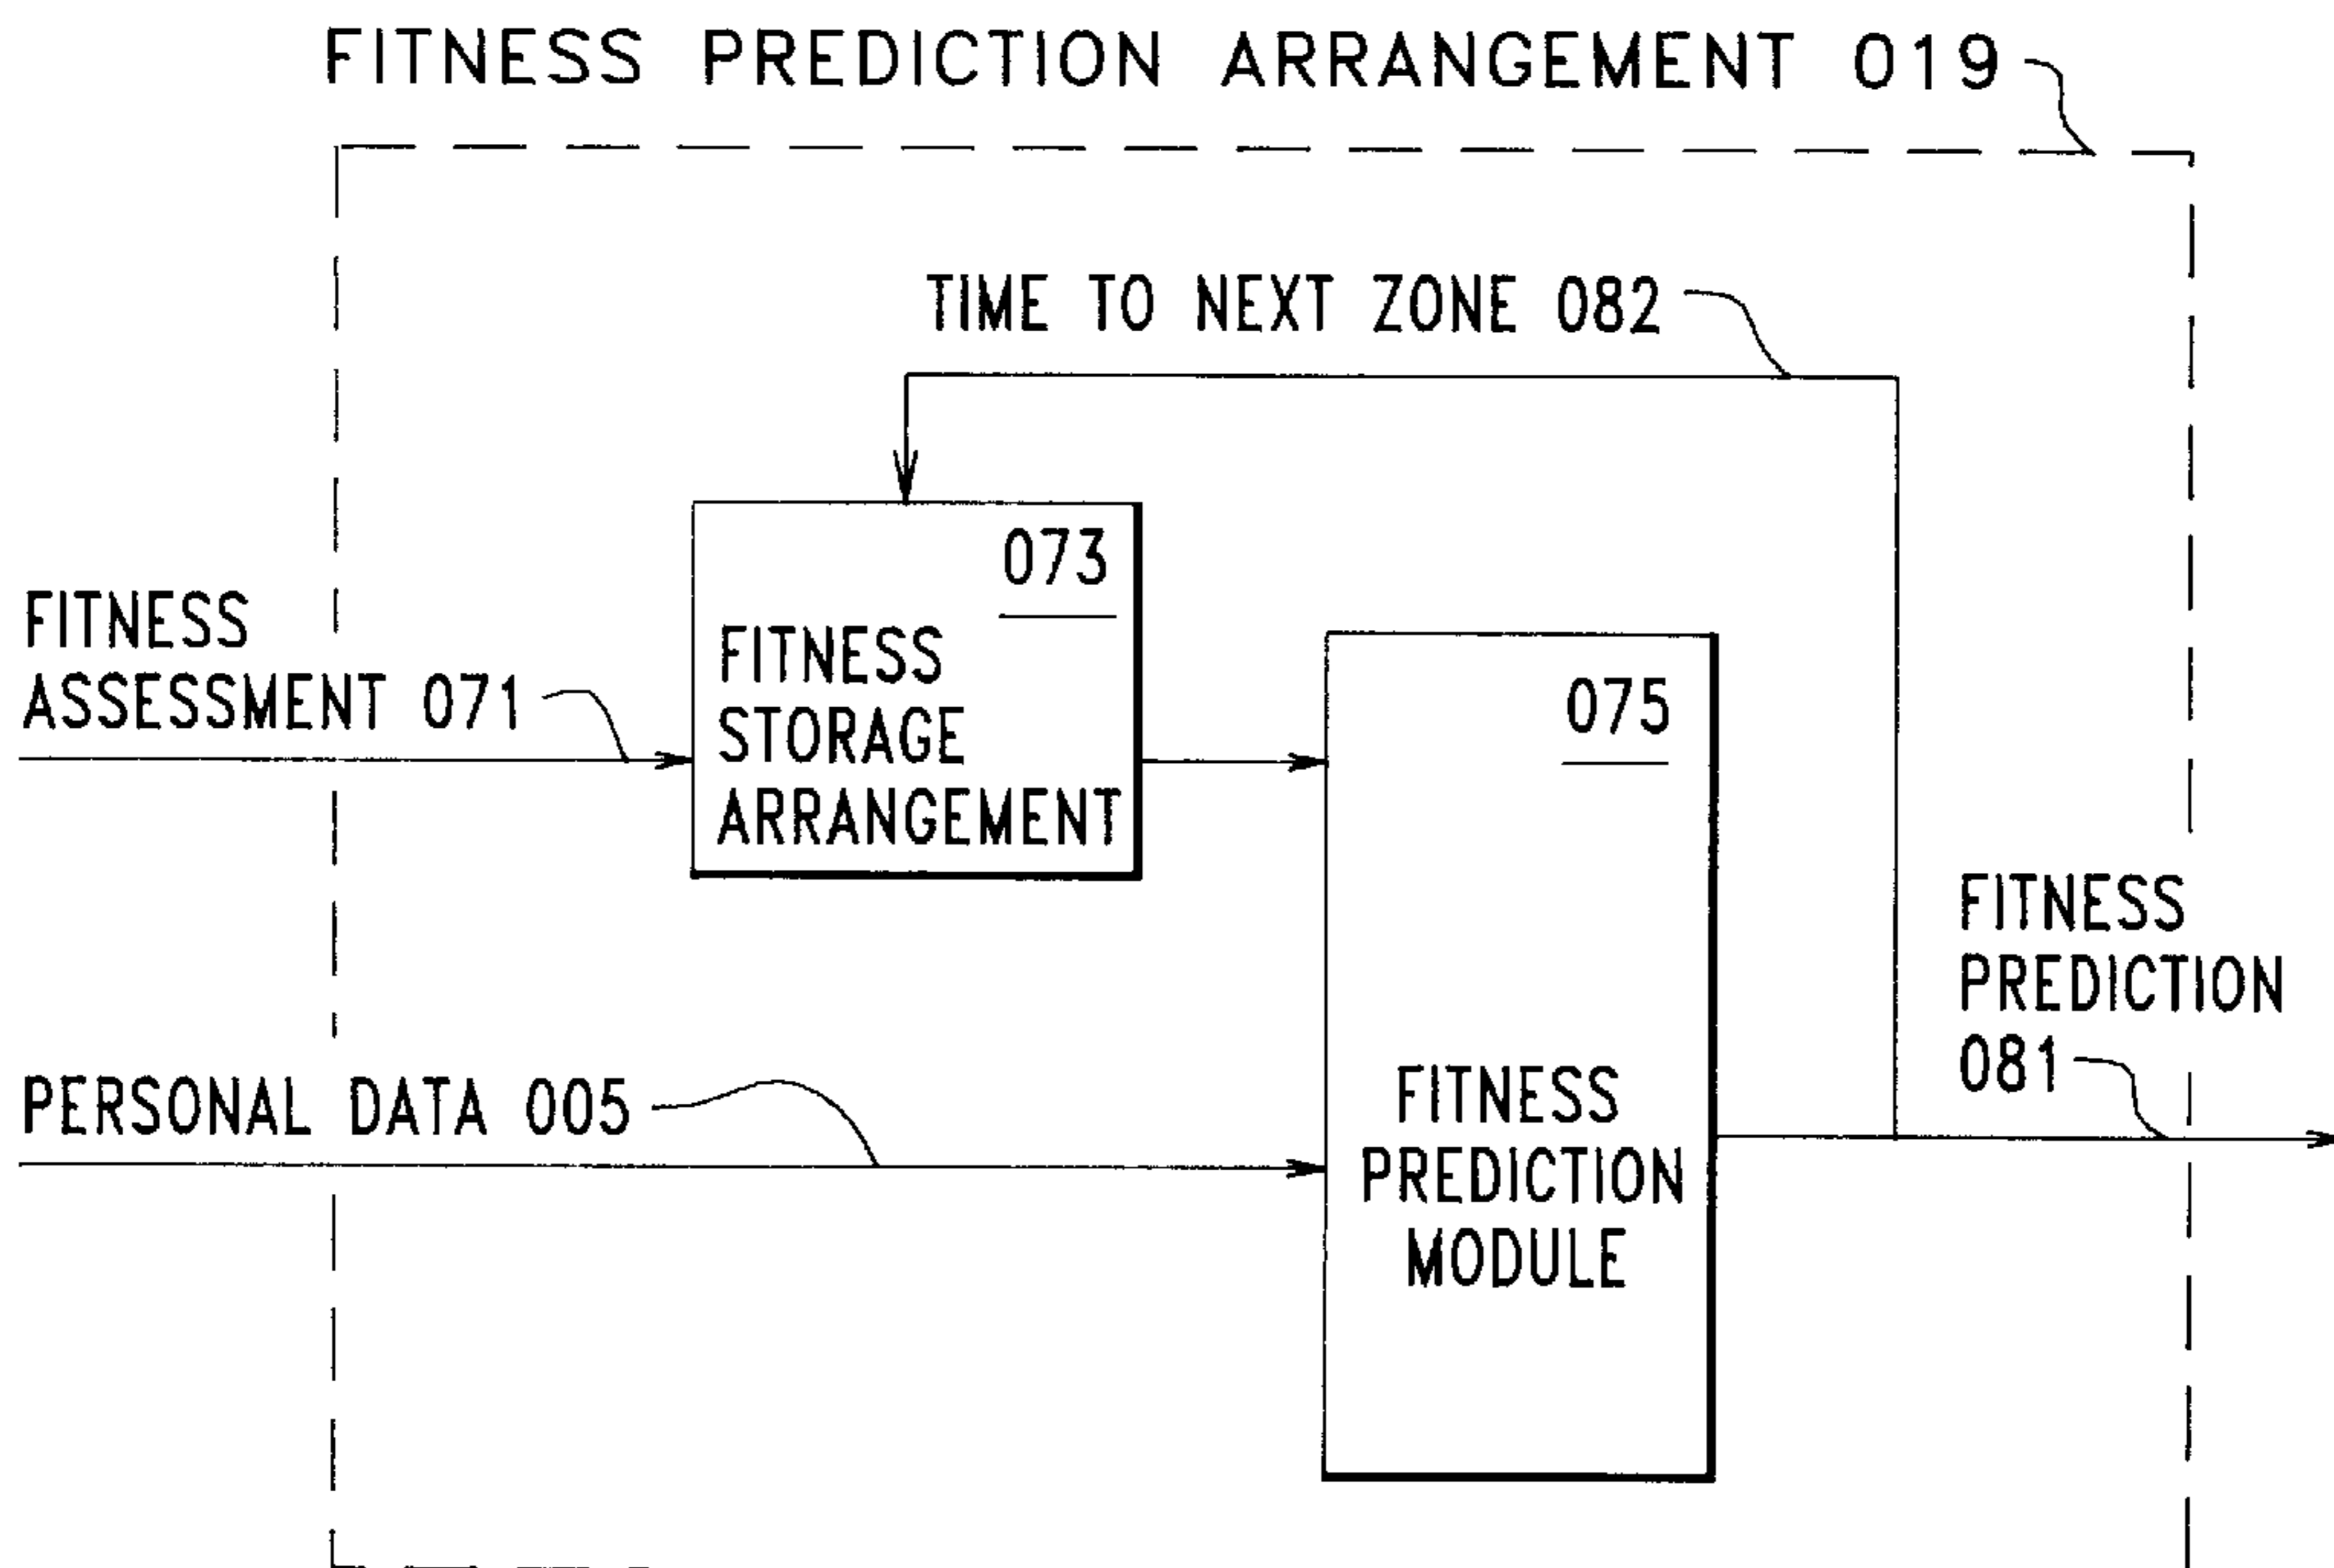 FITNESS PREDICTION ARRANGEMENT 019
TIME TO NEXT ZONE 082
073
FITNESS
STORAGE
ARRANGEMENT
FITNESS
ASSESSMENT 071
075
FITNESS
PREDICTION
MODULE
FITNESS
PREDICTION
081
PERSONAL DATA 005